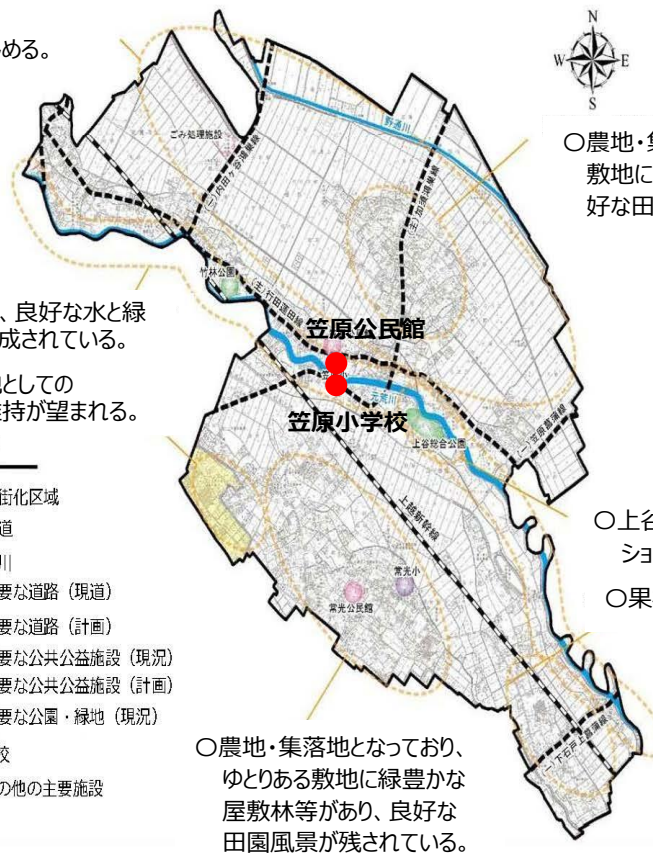 める。
N
W
E
S
野通川
ごみ処理施設
(一)内田ヶ谷鴻巣線
(主)加須鴻巣線
〇農地・集
敷地に
好な田
竹林公園
(主)行田蓮田線
、良好な水と緑
成されている。
笠原公民館
地としての
維持が望まれる。
元荒川
笠原小学校
上谷総合公園
(一)笠原菖蒲線
街化区域
道
川
要な道路（現道）
要な道路（計画）
要な公共公益施設（現況）
要な公共公益施設（計画）
要な公園・緑地（現況）
校
の他の主要施設
上越新幹線
〇上谷
ショ
〇果
常光小
常光公民館
(一)下石戸上菖蒲線
〇農地・集落地となっており、
ゆとりある敷地に緑豊かな
屋敷林等があり、良好な
田園風景が残されている。